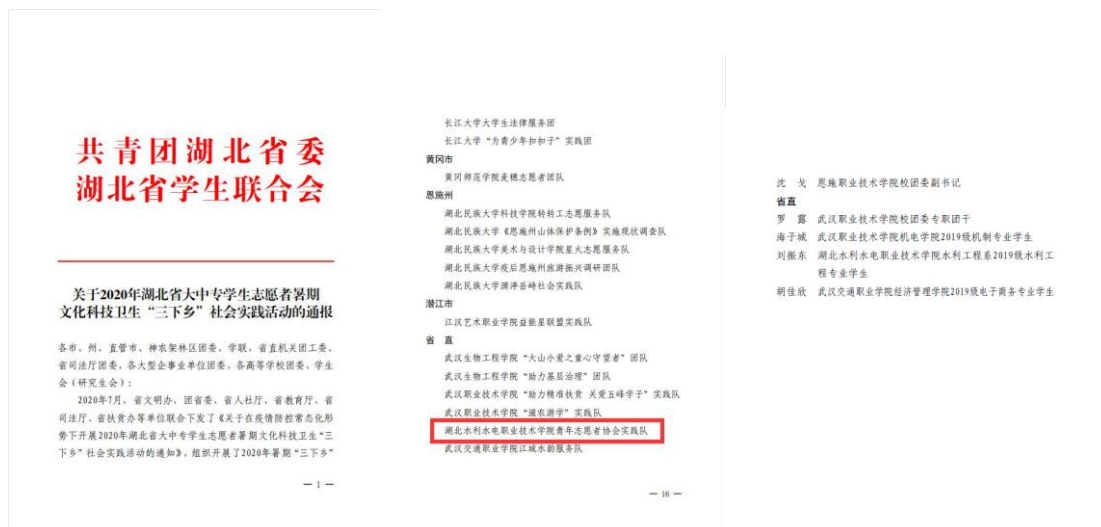 共青团湖北省委
湖北省学生联合会
关于2020年湖北省大中专学生志愿者暑期
文化科技卫生“三下乡”社会实践活动的通报
各市、州、直管市、神农架林区团委、学联，省直机关团工委、
省司法厅团委，各大型企事业单位团委，各高等学校团委、学生
会（研究生会）：
2020年7月，省文明办、团省委、省人社厅、省教育厅、省
司法厅、省扶贫办等单位联合下发了《关于在疫情防控常态化形
势下开展2020年湖北省大中专学生志愿者暑期文化科技卫生“三
下乡”社会实践活动的通知》，组织开展了2020年暑期“三下乡”
— 1 —
长江大学大学生法律服务团
长江大学“为青少年扣扣子”实践团
黄冈市
黄冈师范学院麦穗志愿者团队
恩施州
湖北民族大学科技学院转转工志愿服务队
湖北民族大学《恩施州山体保护条例》实施现状调查队
湖北民族大学美术与设计学院星火志愿服务队
湖北民族大学疫后恩施州旅游振兴调研团队
湖北民族大学渊渟岳峙社会实践队
潜江市
江汉艺术职业学院益能星联盟实践队
省 直
武汉生物工程学院“大山小爱之童心守望者”团队
武汉生物工程学院“助力基层治理”团队
武汉职业技术学院“助力精准扶贫 关爱五峰学子”实践队
武汉职业技术学院“滋农游学”实践队
湖北水利水电职业技术学院青年志愿者协会实践队
武汉交通职业学院江城水韵服务队
— 16 —
沈 戈 恩施职业技术学院校团委副书记
省直
罗 露 武汉职业技术学院校团委专职团干
海子城 武汉职业技术学院机电学院2019级机制专业学生
刘振东 湖北水利水电职业技术学院水利工程系2019级水利工
程专业学生
胡佳欣 武汉交通职业学院经济管理学院2019级电子商务专业学生